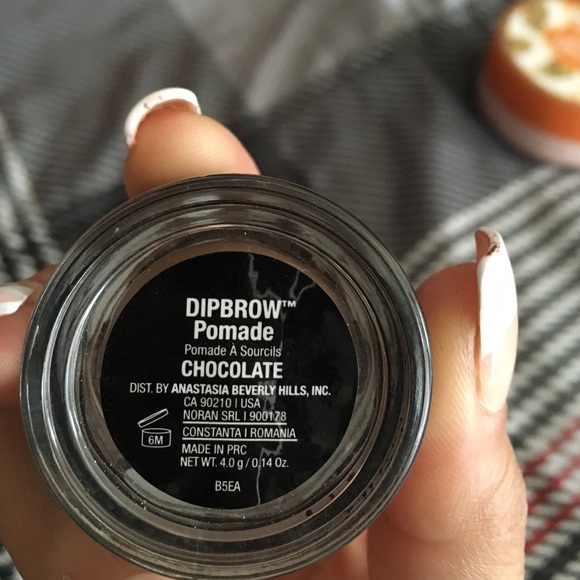 DIPBROW™
Pomade
Pomade À Sourcils
CHOCOLATE
DIST. BY ANASTASIA BEVERLY HILLS, INC.
CA 90210 | USA
NORAN SRL | 900178
CONSTANTA | ROMANIA
6M
MADE IN PRC
NET WT. 4.0 g / 0.14 Oz.
B5EA